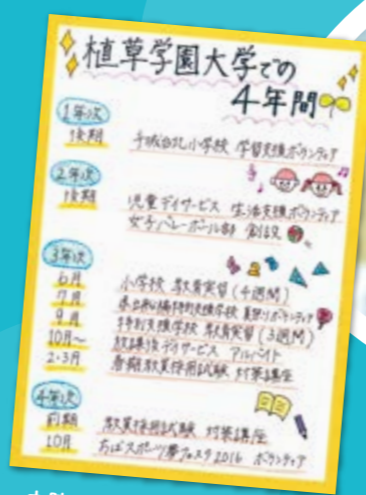 植草学園大学での
4年間
1年次
後期 千城台北小学校 学習支援ボランティア
2年次
後期 児童デイサービス 生活支援ボランティア
女子バレーボール部 創設
3年次
6月 小学校 教育実習(4週間)
7月 特別支援学校 夏祭りボランティア
9月 特別支援学校 教育実習(3週間)
10月~ 放課後デイサービス アルバイト
2・3月 春期教員採用試験 対策講座
4年次
前期 教員採用試験 対策講座
10月 ちばスポーツ夢フェスタ2016 ボランティア